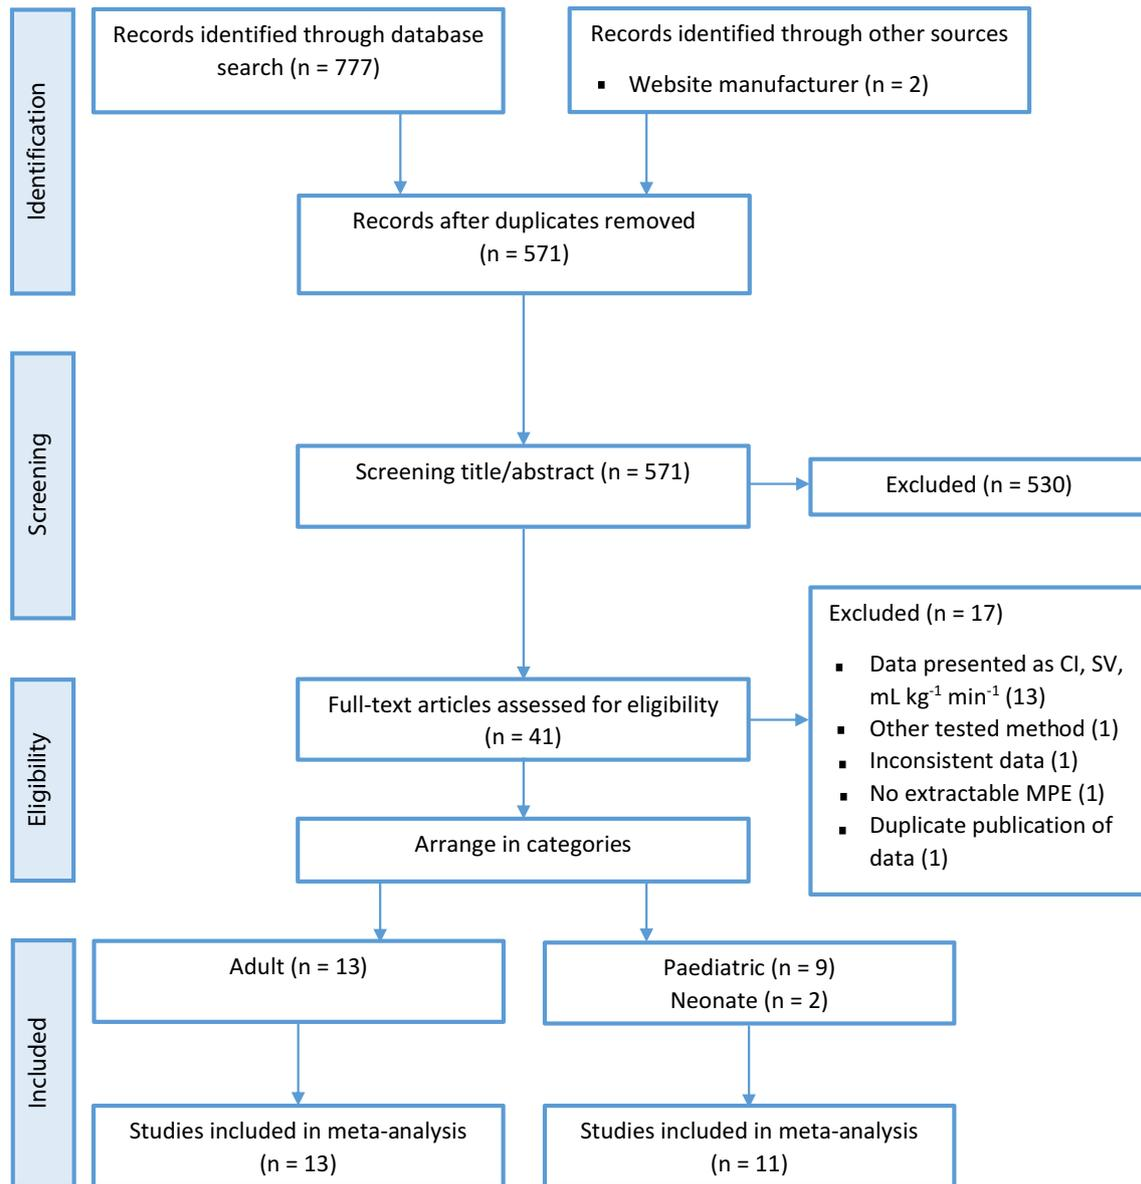 Identification
Records identified through database
search (n = 777)
Records identified through other sources
▪ Website manufacturer (n = 2)
Records after duplicates removed
(n = 571)
Screening
Screening title/abstract (n = 571)
Excluded (n = 530)
Eligibility
Full-text articles assessed for eligibility
(n = 41)
Excluded (n = 17)
▪ Data presented as CI, SV,
mL kg⁻¹ min⁻¹ (13)
▪ Other tested method (1)
▪ Inconsistent data (1)
▪ No extractable MPE (1)
▪ Duplicate publication of
data (1)
Arrange in categories
Included
Adult (n = 13)
Paediatric (n = 9)
Neonate (n = 2)
Studies included in meta-analysis
(n = 13)
Studies included in meta-analysis
(n = 11)